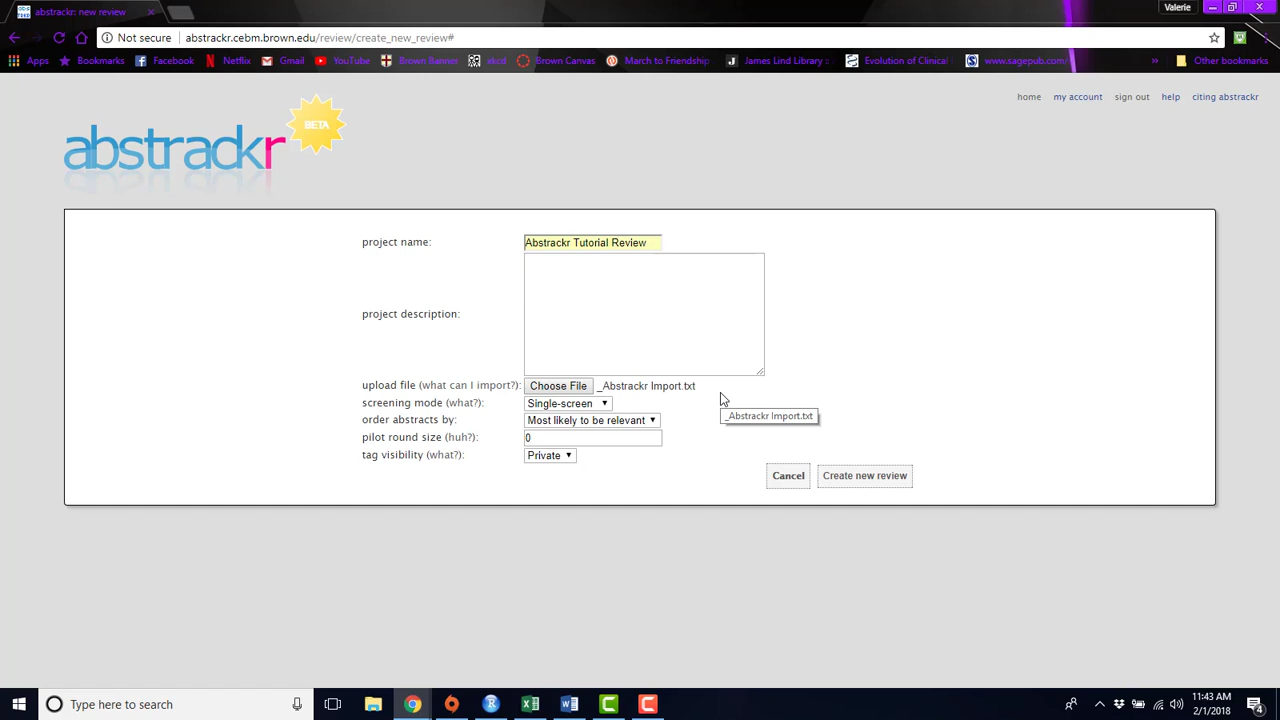 abstrackr: new review
Valerie
Not secure abstrackr.cebm.brown.edu/review/create_new_review#
Apps Bookmarks Facebook Netflix Gmail YouTube Brown Banner akcd Brown Canvas March to Friendship James Lind Library :: Evolution of Clinical www.sagepub.com/ » Other bookmarks
home my account sign out help citing abstrackr
abstrackr BETA
project name: Abstrackr Tutorial Review
project description:
upload file (what can I import?): Choose File _Abstrackr Import.txt
screening mode (what?): Single-screen
_Abstrackr Import.txt
order abstracts by: Most likely to be relevant
pilot round size (huh?): 0
tag visibility (what?): Private
Cancel Create new review
Type here to search
11:43 AM
2/1/2018
4